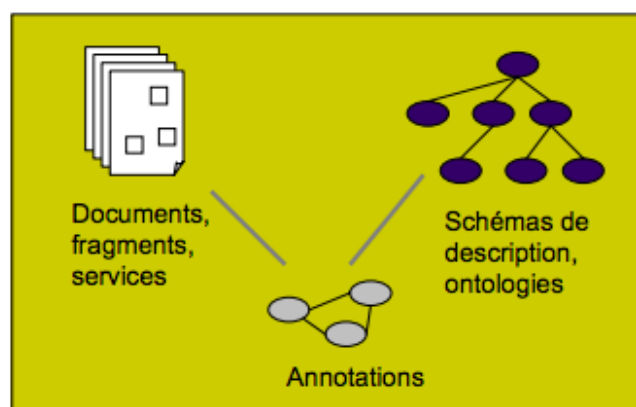 Documents,
fragments,
services
Schémas de
description,
ontologies
Annotations